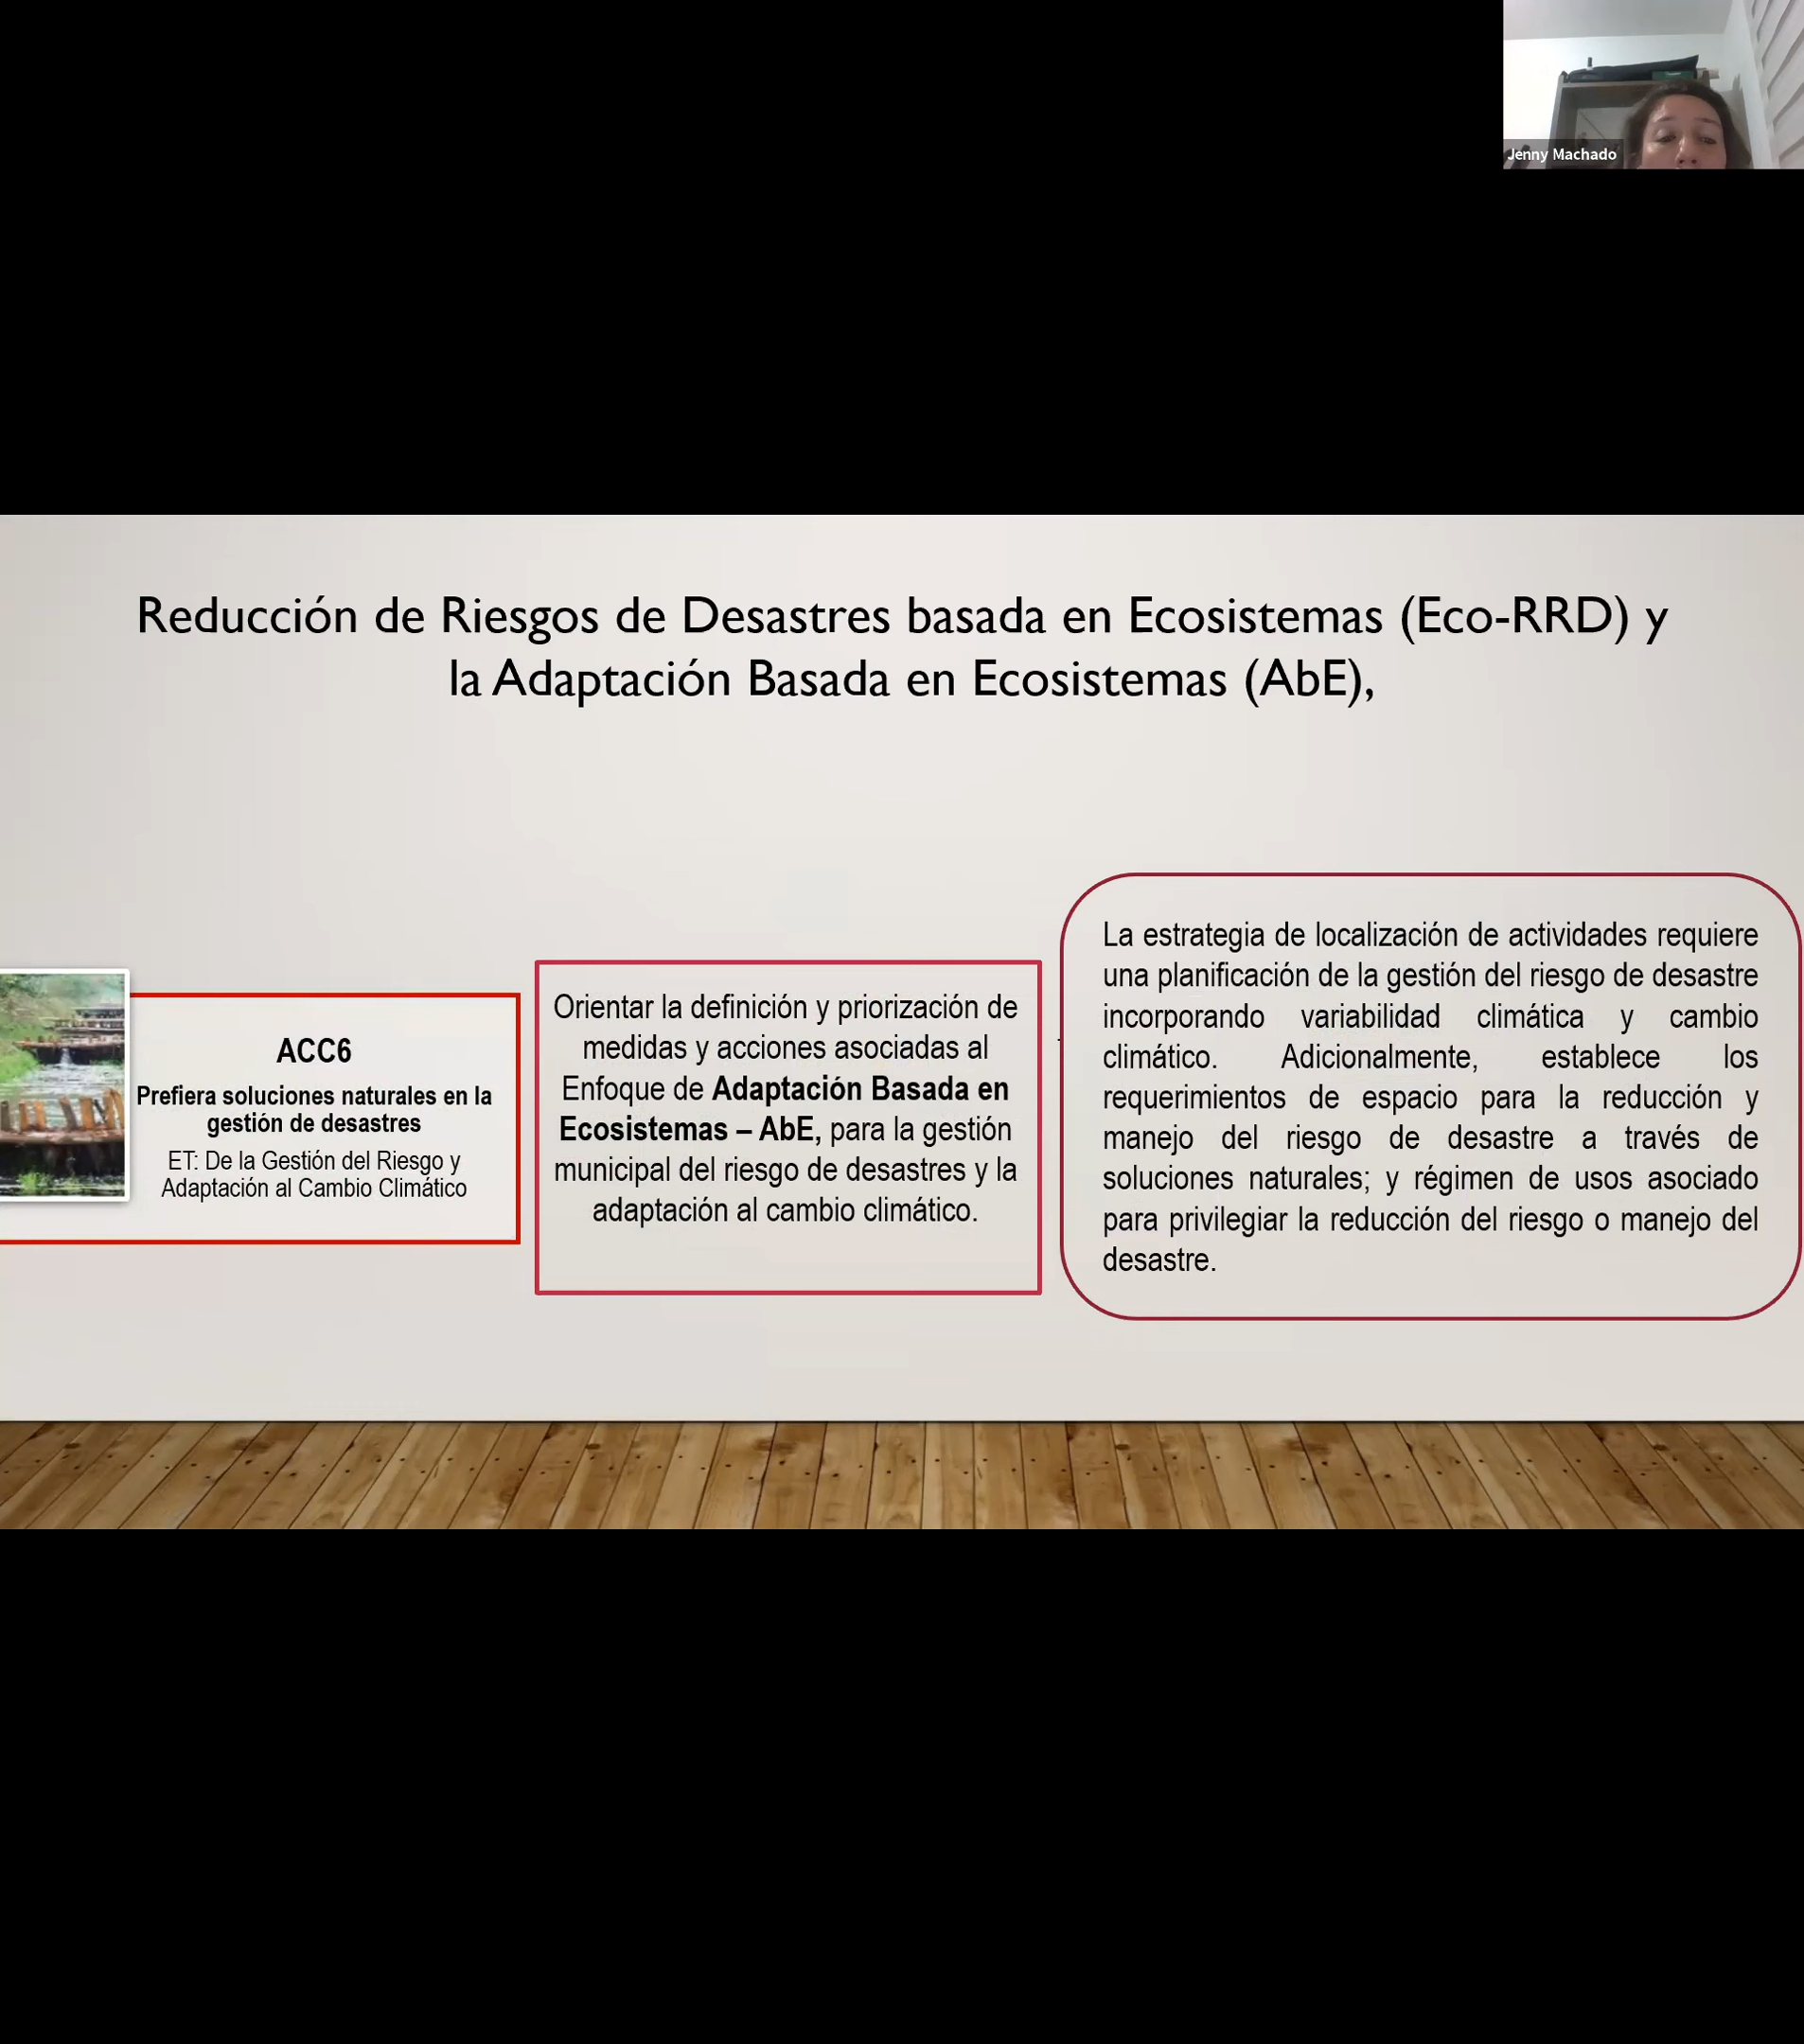 Jenny Machado
Reducción de Riesgos de Desastres basada en Ecosistemas (Eco-RRD) y
la Adaptación Basada en Ecosistemas (AbE),
ACC6
Prefiera soluciones naturales en la
gestión de desastres
ET: De la Gestión del Riesgo y
Adaptación al Cambio Climático
Orientar la definición y priorización de
medidas y acciones asociadas al
Enfoque de Adaptación Basada en
Ecosistemas – AbE, para la gestión
municipal del riesgo de desastres y la
adaptación al cambio climático.
La estrategia de localización de actividades requiere
una planificación de la gestión del riesgo de desastre
incorporando variabilidad climática y cambio
climático. Adicionalmente, establece los
requerimientos de espacio para la reducción y
manejo del riesgo de desastre a través de
soluciones naturales; y régimen de usos asociado
para privilegiar la reducción del riesgo o manejo del
desastre.